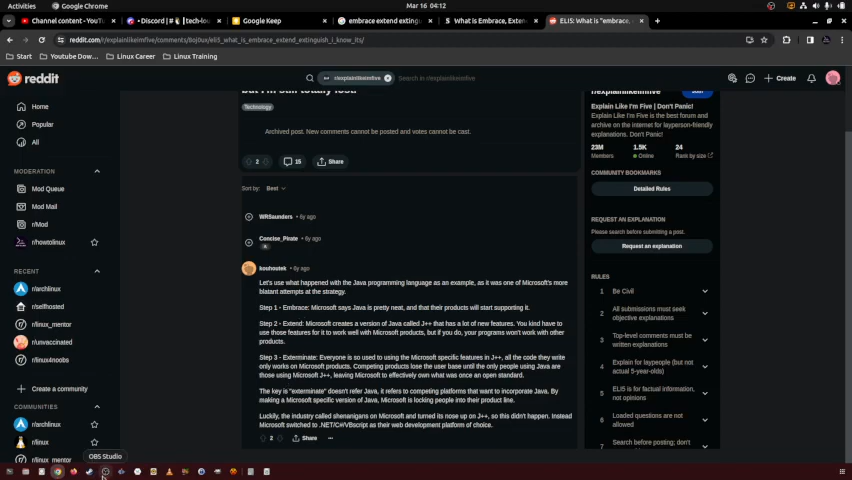 Activities
Google Chrome
Mar 16 04:12
Channel content - YouT
Discord | #
tech-lou
Google Keep
embrace extend extingu
What is Embrace, Exten
ELI5: What is "embrace,
reddit.com/r/explainlikeimfive/comments/6oj0ux/eli5_what_is_embrace_extend_extinguish_i_know_its/
Start
Youtube Dow...
Linux Career
Linux Training
reddit
r/explainlikeimfive
Search in r/explainlikeimfive
Create
Home
Popular
All
MODERATION
Mod Queue
Mod Mail
r/Mod
r/howtolinux
RECENT
r/archlinux
r/selfhosted
r/linux_mentor
r/unvaccinated
r/linux4noobs
Create a community
COMMUNITIES
r/archlinux
r/linux
r/linux_mentor
but I'm still totally lost!
Technology
Archived post. New comments cannot be posted and votes cannot be cast.
2
15
Share
Sort by: Best
WRSaunders • 6y ago
Concise_Pirate • 6y ago
kouhoutek • 6y ago
Let's use what happened with the Java programming language as an example, as it was one of Microsoft's more
blatant attempts at the strategy.
Step 1 - Embrace: Microsoft says Java is pretty neat, and that their products will start supporting it.
Step 2 - Extend: Microsoft creates a version of Java called J++ that has a lot of new features. You kind have to
use those features for it to work well with Microsoft products, but if you do, your programs won't work with other
products.
Step 3 - Exterminate: Everyone is so used to using the Microsoft specific features in J++, all the code they write
only works on Microsoft products. Competing products lose the user base until the only people using Java are
those using Microsoft J++, leaving Microsoft to effectively own what was once an open standard.
The key is "exterminate" doesn't refer Java, it refers to competing platforms that want to incorporate Java. By
making a Microsoft specific version of Java, Microsoft is locking people into their product line.
Luckily, the industry called shenanigans on Microsoft and turned its nose up on J++, so this didn't happen. Instead
Microsoft switched to .NET/C#/VBscript as their web development platform of choice.
2
Share
r/explainlikeimfive
Join
Explain Like I'm Five | Don't Panic!
Explain Like I'm Five is the best forum and
archive on the internet for layperson-friendly
explanations. Don't Panic!
23M
1.5K
24
Members
Online
Rank by size
COMMUNITY BOOKMARKS
Detailed Rules
REQUEST AN EXPLANATION
Please search before submitting a post.
Request an explanation
RULES
1 Be Civil
2 All submissions must seek
objective explanations
3 Top-level comments must be
written explanations
4 Explain for laypeople (but not
actual 5-year-olds)
5 ELI5 is for factual information,
not opinions
6 Loaded questions are not
allowed
7 Search before posting; don't
OBS Studio